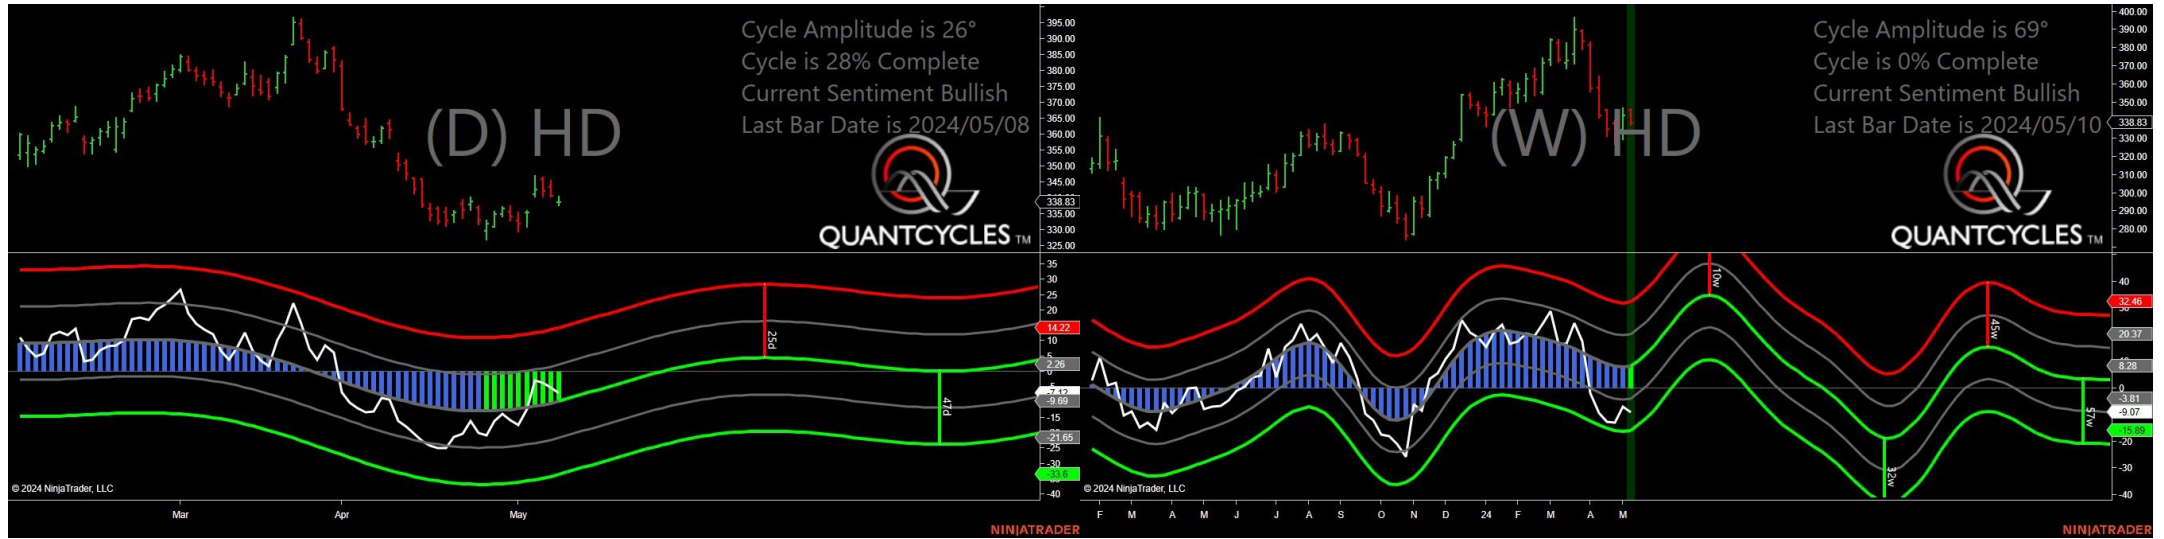 Cycle Amplitude is 26°
Cycle is 28% Complete
Current Sentiment Bullish
Last Bar Date is 2024/05/08
(D) HD
QUANTCYCLES TM
395.00
390.00
385.00
380.00
375.00
370.00
365.00
360.00
355.00
350.00
345.00
338.83
335.00
330.00
325.00
35
30
25
20
14.22
10
2.26
-9.69
-15
-21.65
-25
-30
-33.6
-40
25d
47d
© 2024 NinjaTrader, LLC
Mar
Apr
May
NINJATRADER
Cycle Amplitude is 69°
Cycle is 0% Complete
Current Sentiment Bullish
Last Bar Date is 2024/05/10
(W) HD
QUANTCYCLES TM
400.00
390.00
380.00
370.00
360.00
350.00
338.83
330.00
320.00
310.00
300.00
290.00
280.00
40
32.46
20.37
8.28
0
-3.81
-9.07
-15.89
-20
-30
-40
10w
32w
45w
57w
© 2024 NinjaTrader, LLC
F M A M J J A S O N D 24 F M A M
NINJATRADER